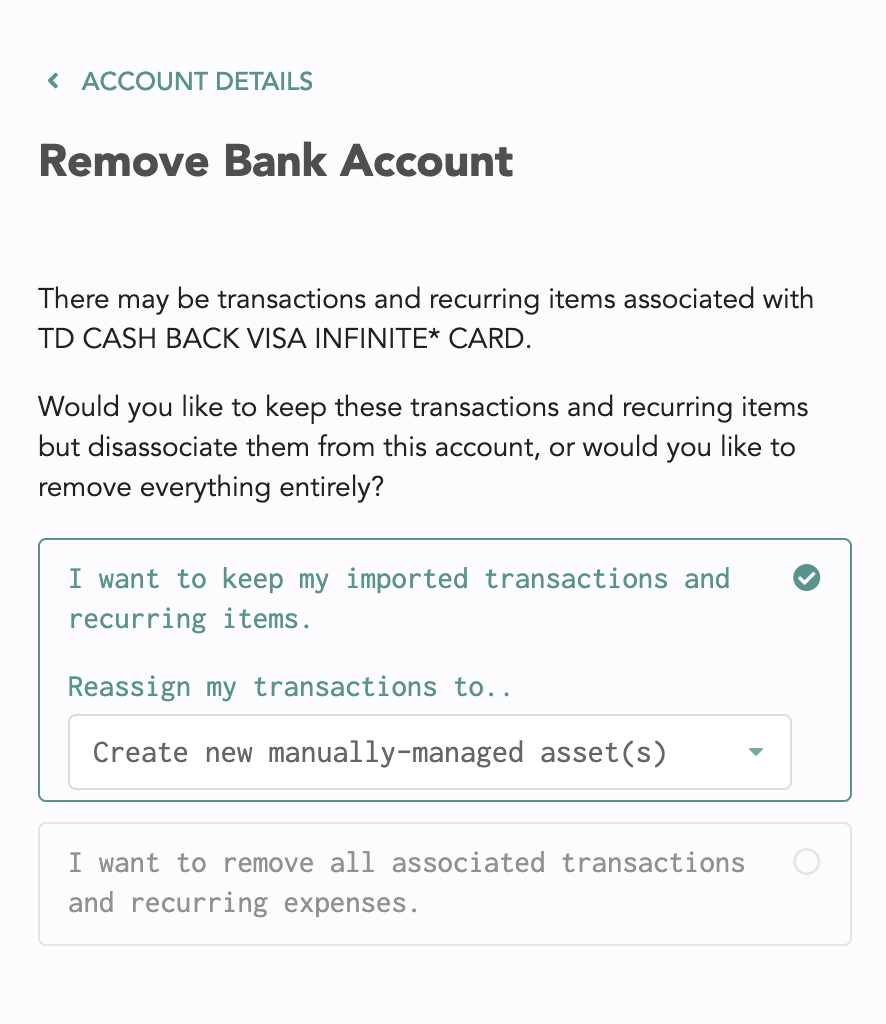 ACCOUNT DETAILS
Remove Bank Account
There may be transactions and recurring items associated with
TD CASH BACK VISA INFINITE* CARD.
Would you like to keep these transactions and recurring items
but disassociate them from this account, or would you like to
remove everything entirely?
I want to keep my imported transactions and
recurring items.
Reassign my transactions to..
Create new manually-managed asset(s)
I want to remove all associated transactions
and recurring expenses.